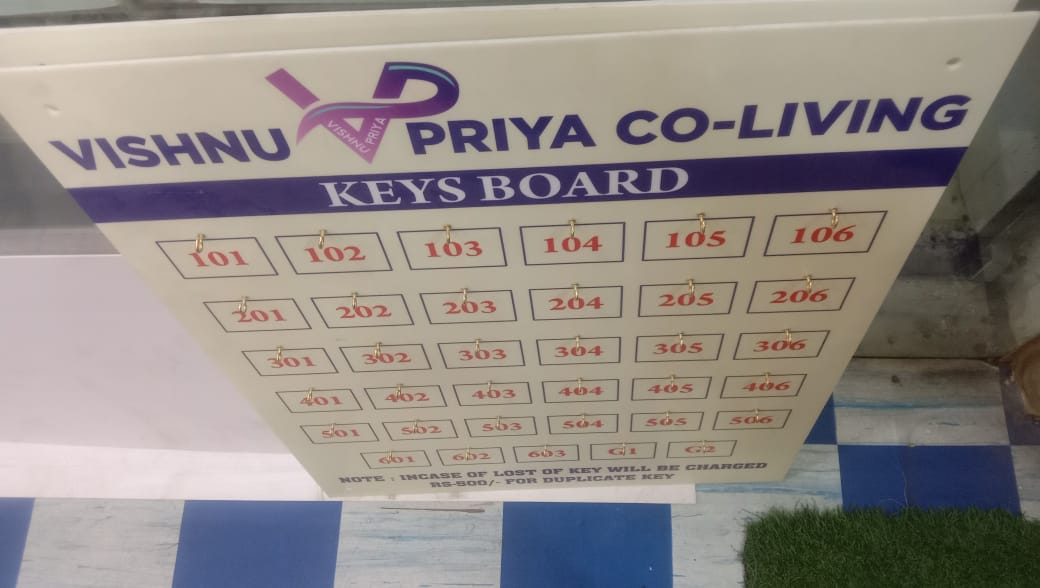 VISHNU VP VISHNU PRIYA PRIYA CO-LIVING
KEYS BOARD
101 102 103 104 105 106
201 202 203 204 205 206
301 302 303 304 305 306
401 402 403 404 405 406
501 502 503 504 505 506
601 602 603 G1 G2
NOTE : INCASE OF LOST OF KEY WILL BE CHARGED
RS-500/- FOR DUPLICATE KEY